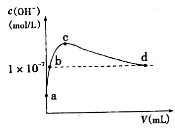 c(OH⁻)
(mol/L)
c
1×10⁻⁷
b
d
a
V(mL)